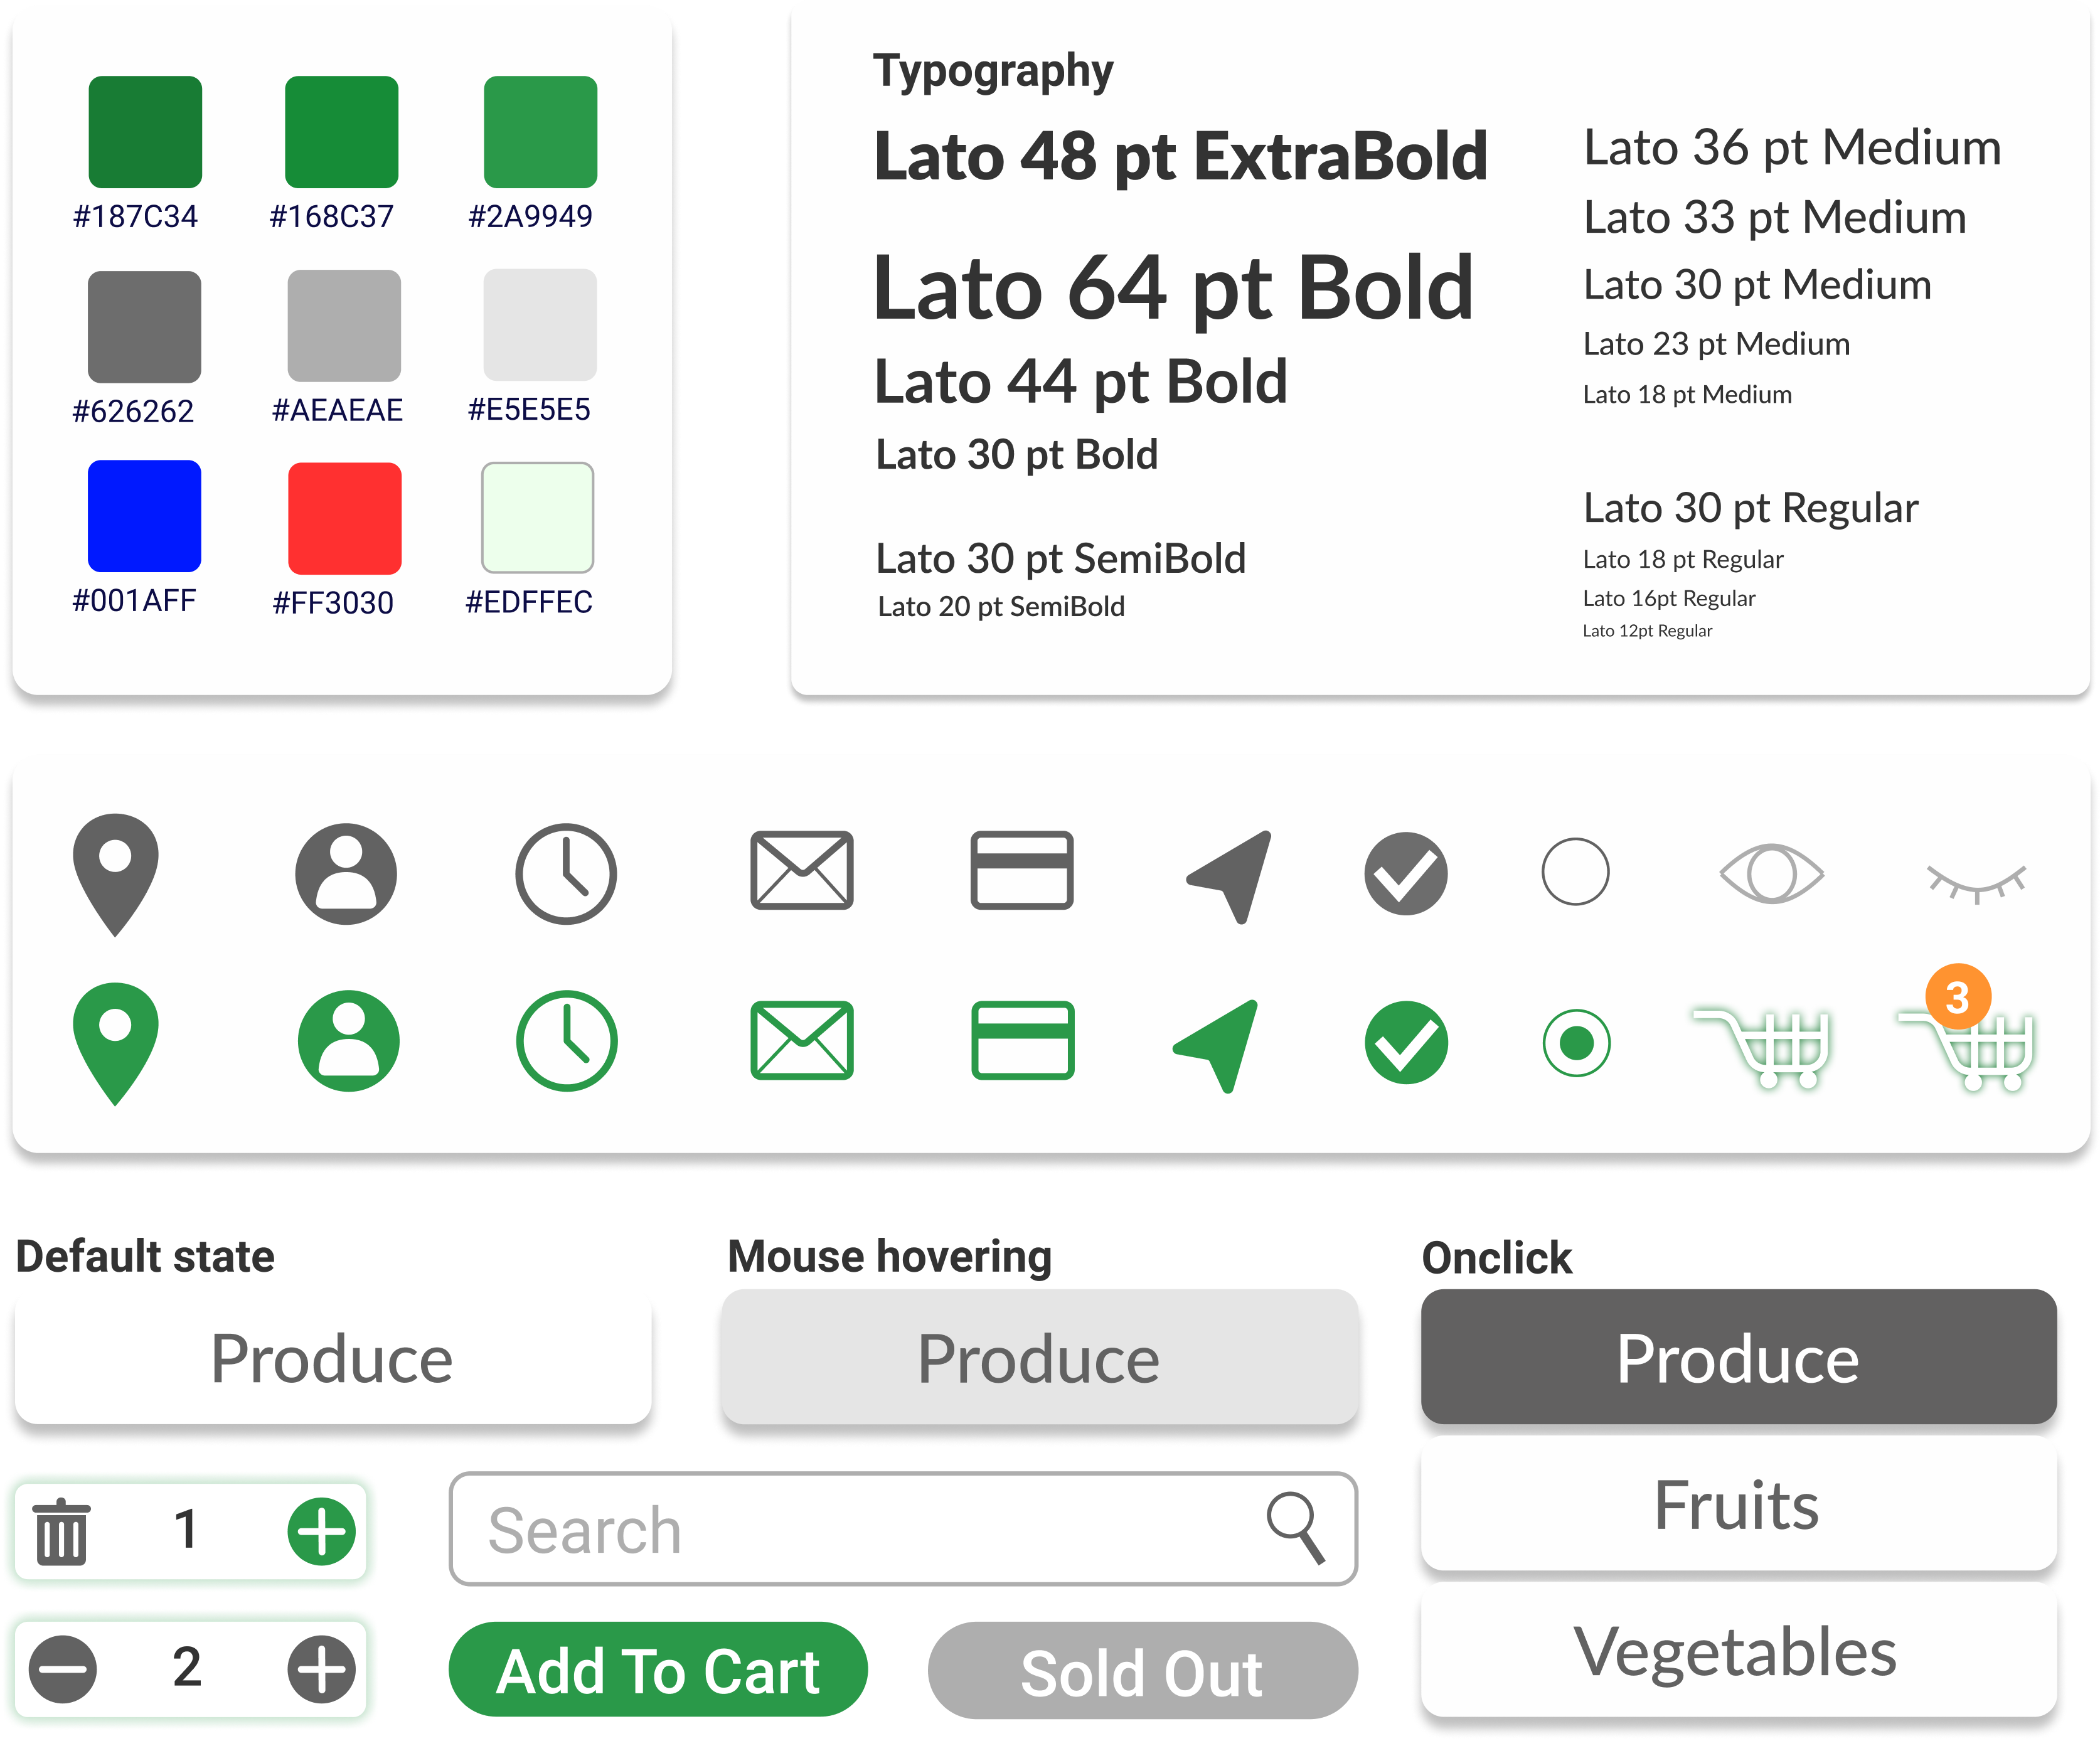 #187C34 #168C37 #2A9949
#626262 #AEAEAE #E5E5E5
#001AFF #FF3030 #EDFFEC
Typography
Lato 48 pt ExtraBold
Lato 64 pt Bold
Lato 44 pt Bold
Lato 30 pt Bold
Lato 30 pt SemiBold
Lato 20 pt SemiBold
Lato 36 pt Medium
Lato 33 pt Medium
Lato 30 pt Medium
Lato 23 pt Medium
Lato 18 pt Medium
Lato 30 pt Regular
Lato 18 pt Regular
Lato 16pt Regular
Lato 12pt Regular
3
Default state
Produce
Mouse hovering
Produce
Onclick
Produce
Fruits
Vegetables
1
2
Search
Add To Cart
Sold Out